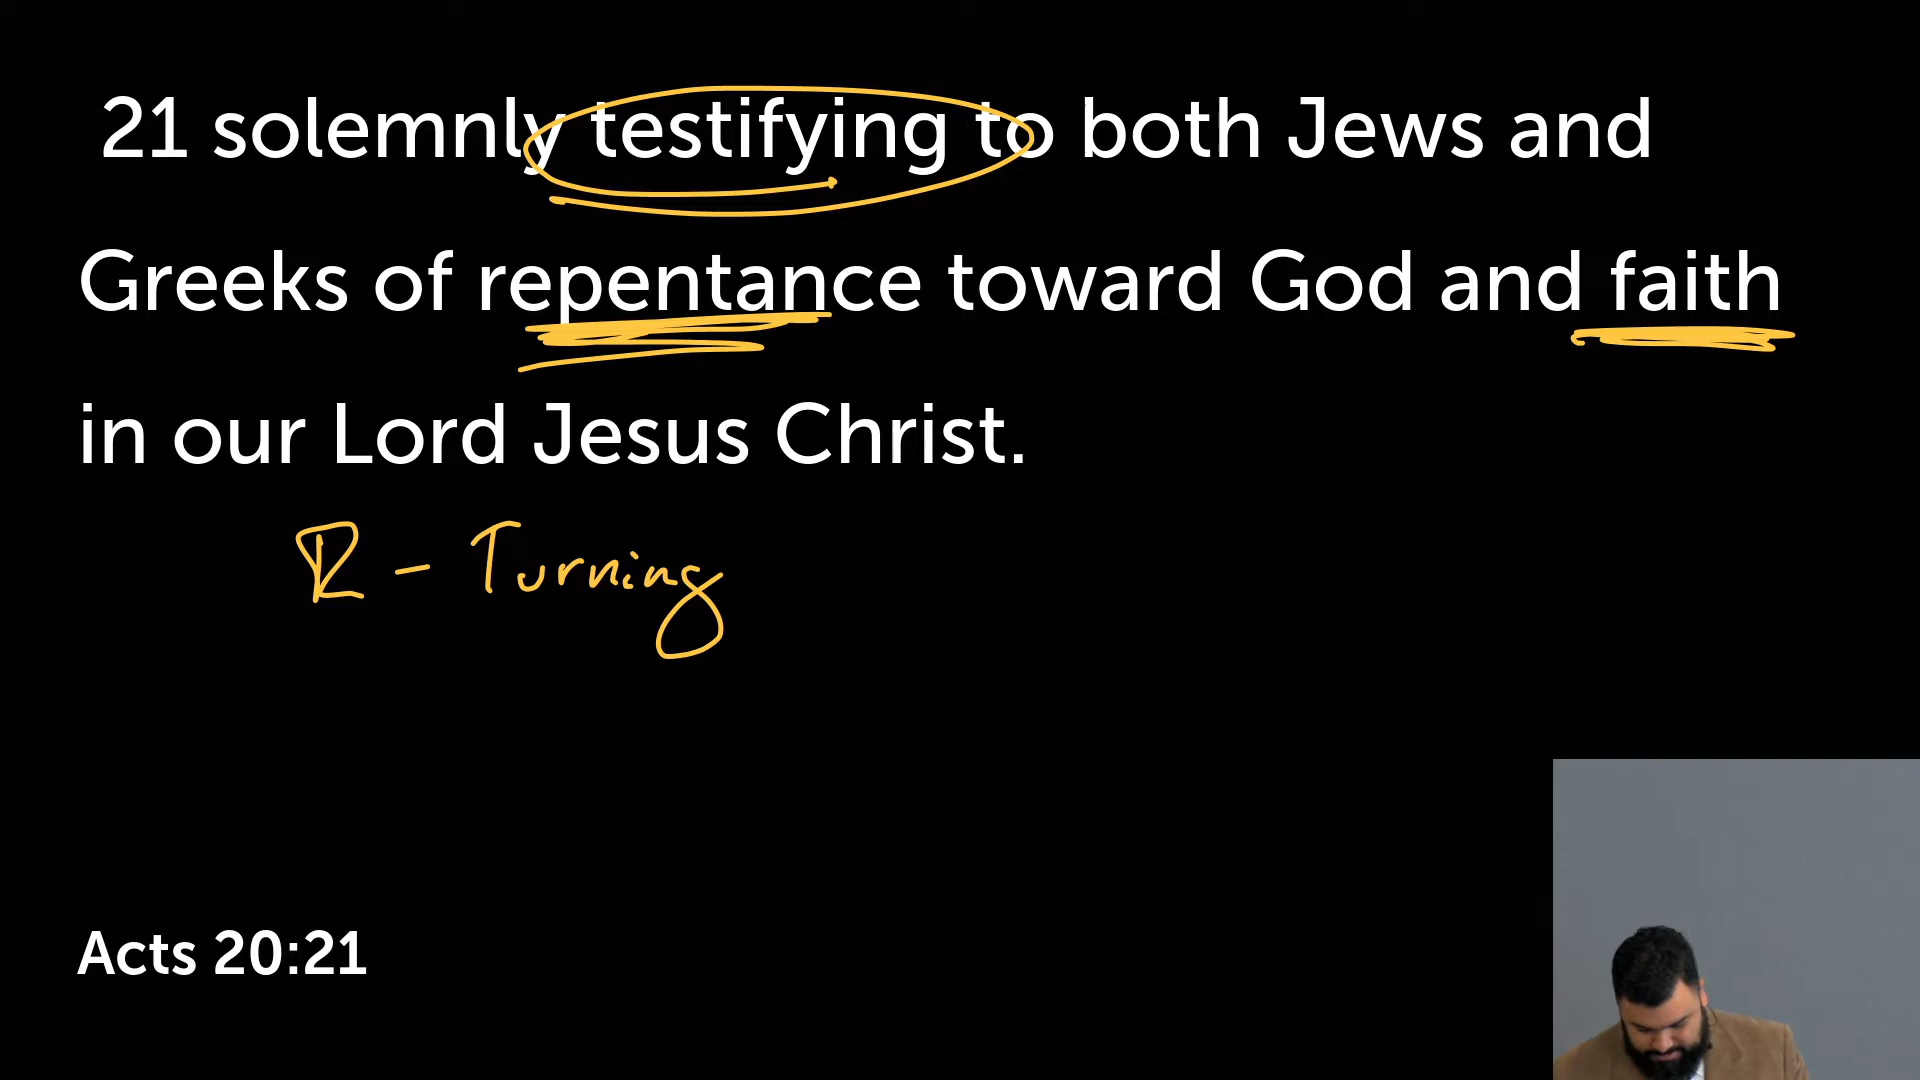 21 solemnly testifying to both Jews and
Greeks of repentance toward God and faith
in our Lord Jesus Christ.
R - Turning
Acts 20:21